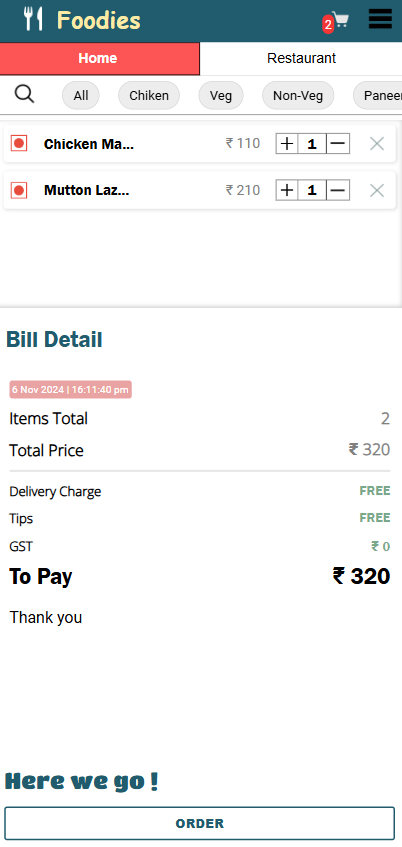 Foodies 2
Home Restaurant
All Chiken Veg Non-Veg Paneer
Chicken Ma... ₹ 110 + 1 —
Mutton Laz... ₹ 210 + 1 —
Bill Detail
6 Nov 2024 | 16:11:40 pm
Items Total 2
Total Price ₹ 320
Delivery Charge FREE
Tips FREE
GST ₹ 0
To Pay ₹ 320
Thank you
Here we go !
ORDER